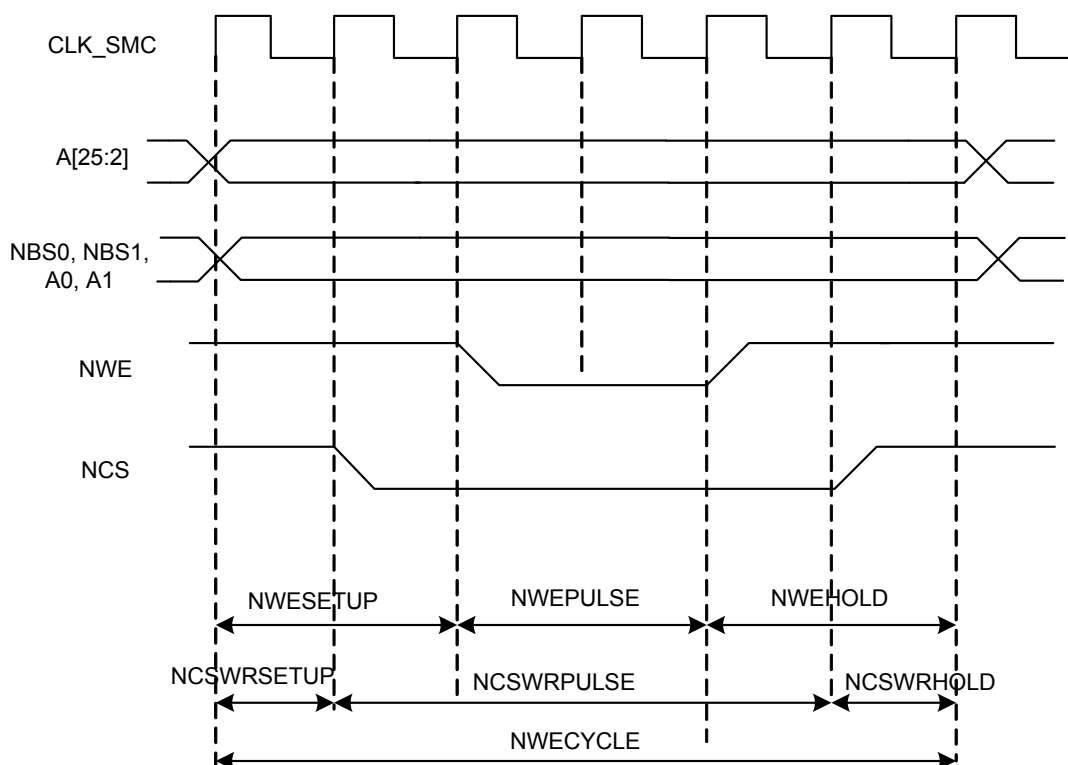 CLK_SMC
A[25:2]
NBS0, NBS1,
A0, A1
NWE
NCS
NWESETUP
NWEPULSE
NWEHOLD
NCSWRSETUP
NCSWRPULSE
NCSWRHOLD
NWECYCLE